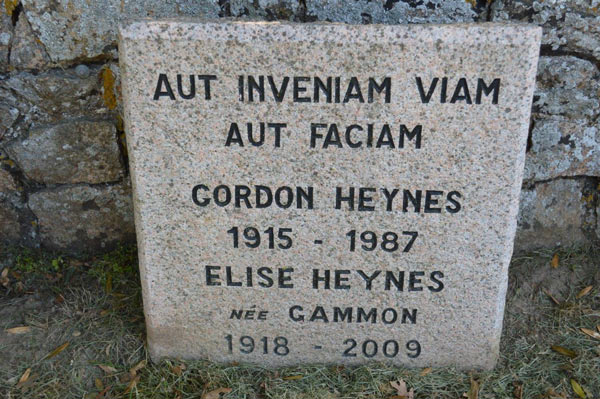 AUT INVENIAM VIAM
AUT FACIAM
GORDON HEYNES
1915 - 1987
ELISE HEYNES
NÉE GAMMON
1918 - 2009